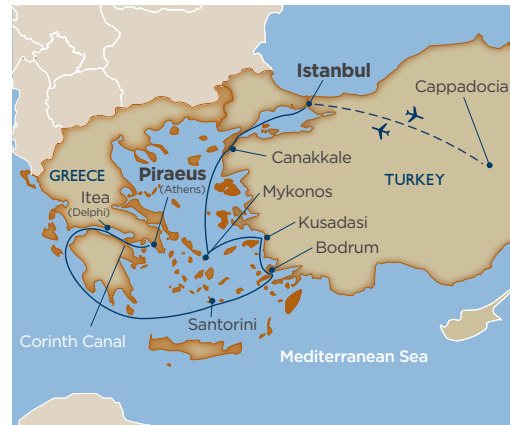 Istanbul
Cappadocia
Canakkale
GREECE
Piraeus
(Athens)
TURKEY
Itea
(Delphi)
Mykonos
Kusadasi
Bodrum
Santorini
Corinth Canal
Mediterranean Sea